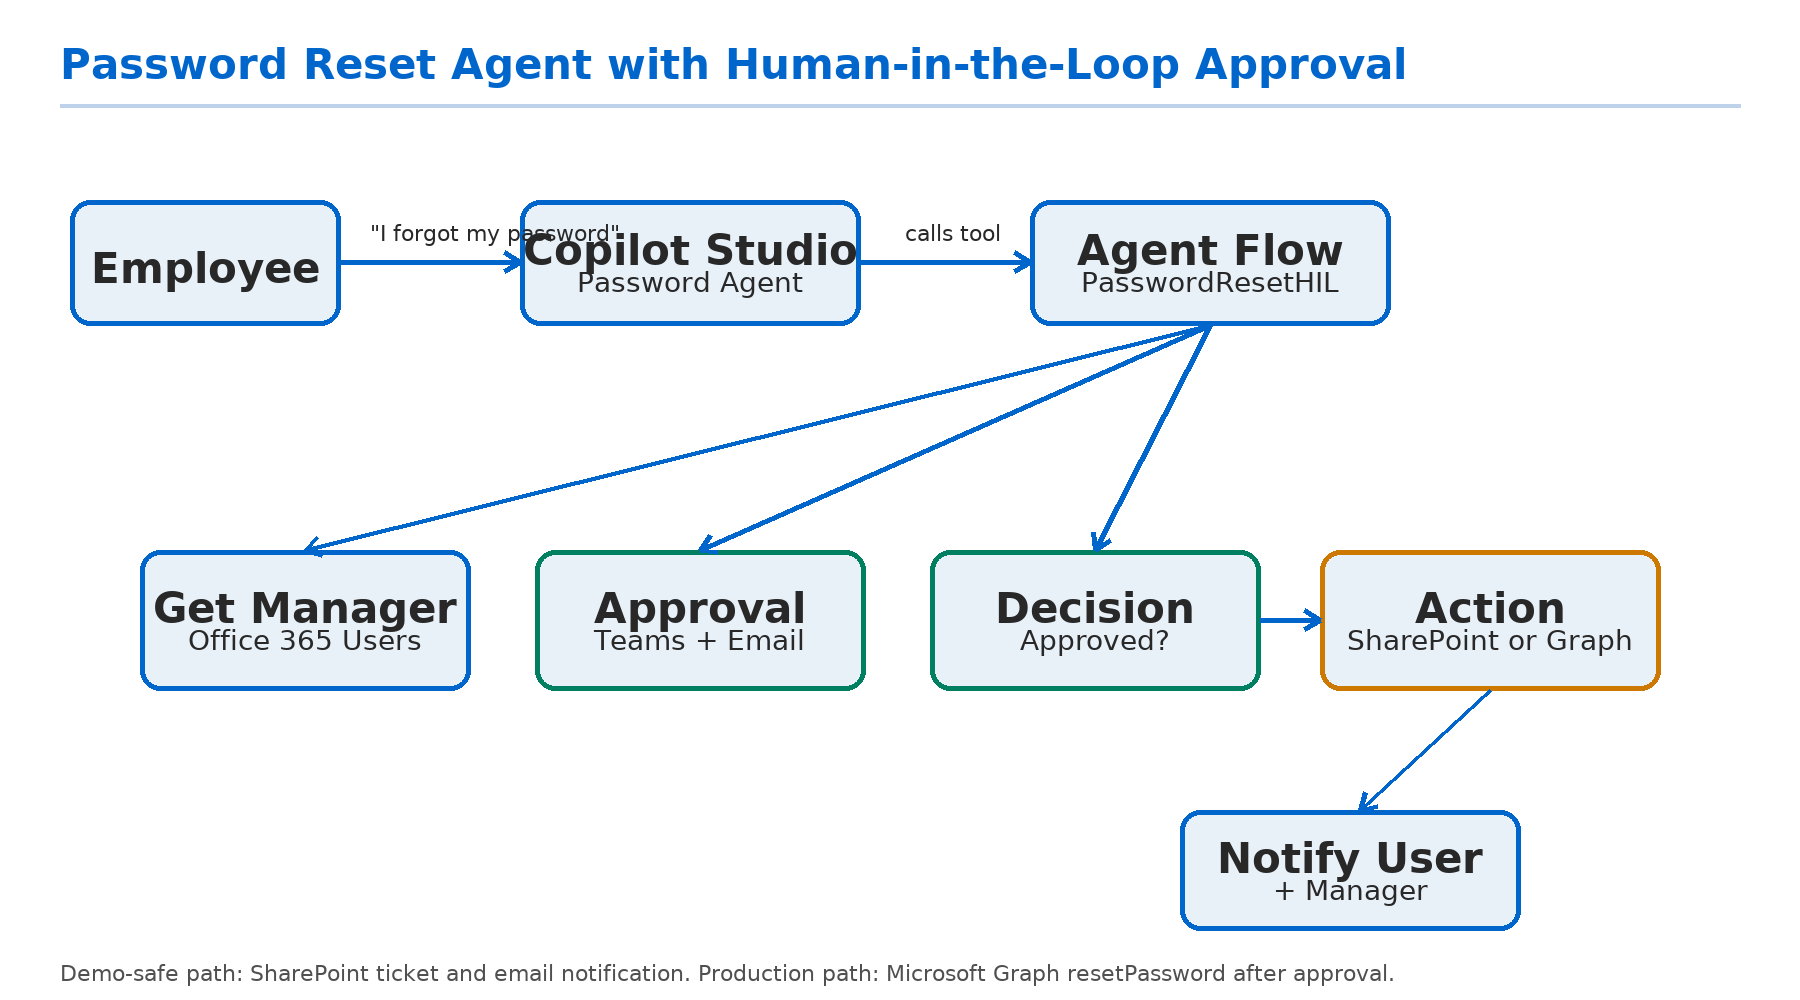 Password Reset Agent with Human-in-the-Loop Approval
Employee
"I forgot my password"
Copilot Studio
Password Agent
calls tool
Agent Flow
PasswordResetHIL
Get Manager
Office 365 Users
Approval
Teams + Email
Decision
Approved?
Action
SharePoint or Graph
Notify User
+ Manager
Demo-safe path: SharePoint ticket and email notification. Production path: Microsoft Graph resetPassword after approval.